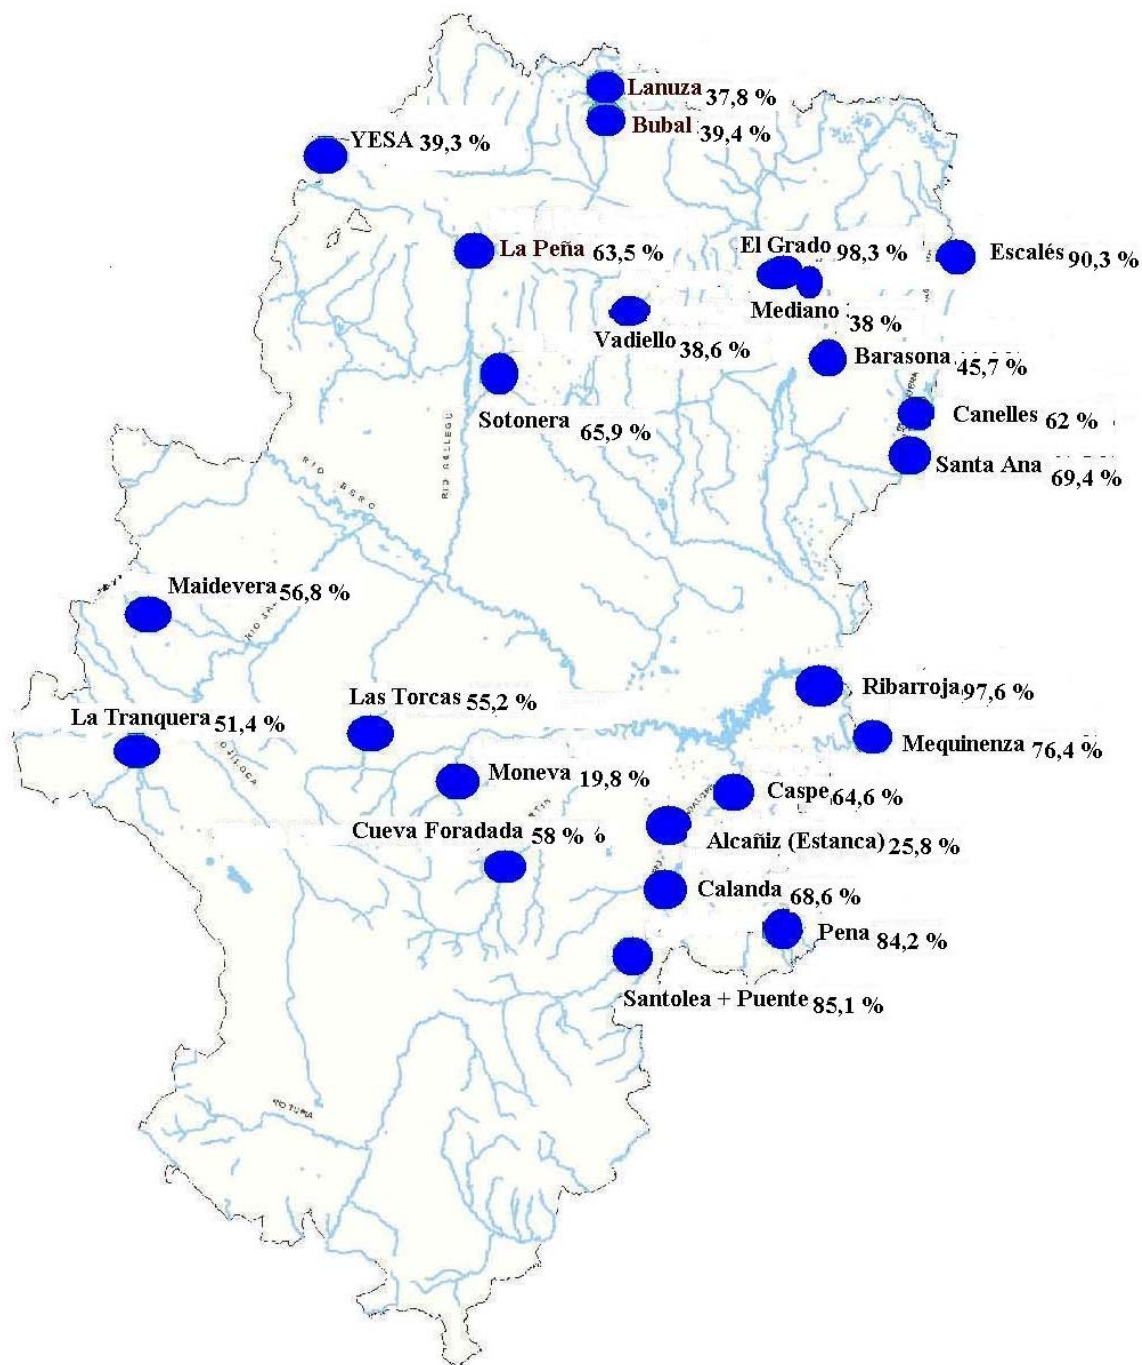 Lanuza 37,8 %
Bubal 39,4 %
YESA 39,3 %
La Peña 63,5 %
El Grado 98,3 %
Escalés 90,3 %
Mediano 38 %
Vadiello 38,6 %
Barasona 45,7 %
Canelles 62 %
Sotonera 65,9 %
RIO GALLEGO
Santa Ana 69,4 %
RIO EBRO
Maidevera 56,8 %
Ribarroja 97,6 %
Las Torcas 55,2 %
La Tranquera 51,4 %
Mequinenza 76,4 %
Moneva 19,8 %
Caspe 64,6 %
Cueva Foradada 58 % %
Alcañiz (Estanca) 25,8 %
Calanda 68,6 %
Pena 84,2 %
Santolea + Puente 85,1 %
RIO TURIA